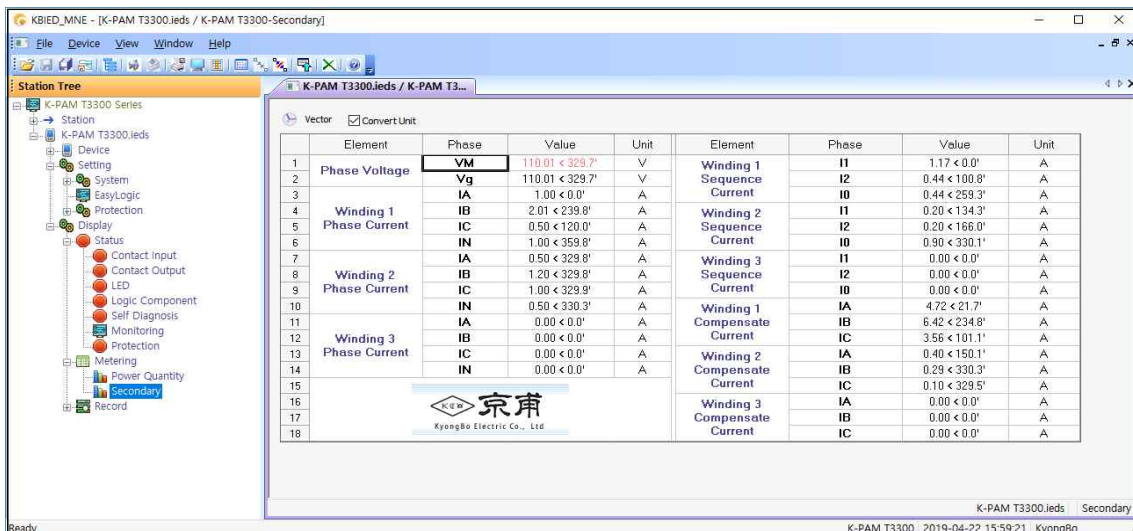 KBIED_MNE - [K-PAM T3300.ieds / K-PAM T3300-Secondary]
File Device View Window Help
Station Tree
K-PAM T3300 Series
Station
K-PAM T3300.ieds
Device
Setting
System
EasyLogic
Protection
Display
Status
Contact Input
Contact Output
LED
Logic Component
Self Diagnosis
Monitoring
Protection
Metering
Power Quantity
Secondary
Record
K-PAM T3300.ieds / K-PAM T3...
Vector Convert Unit
Element Phase Value Unit Element Phase Value Unit
1 Phase Voltage VM 110.01 < 329.7' V Winding 1 Sequence Current I1 1.17 < 0.0' A
2 Vg 110.01 < 329.7' V I2 0.44 < 100.8' A
3 Winding 1 Phase Current IA 1.00 < 0.0' A I0 0.44 < 259.3' A
4 IB 2.01 < 239.8' A Winding 2 Sequence Current I1 0.20 < 134.3' A
5 IC 0.50 < 120.0' A I2 0.20 < 166.0' A
6 IN 1.00 < 359.8' A I0 0.90 < 330.1' A
7 Winding 2 Phase Current IA 0.50 < 329.8' A Winding 3 Sequence Current I1 0.00 < 0.0' A
8 IB 1.20 < 329.8' A I2 0.00 < 0.0' A
9 IC 1.00 < 329.9' A I0 0.00 < 0.0' A
10 IN 0.50 < 330.3' A Winding 1 Compensate Current IA 4.72 < 21.7' A
11 Winding 3 Phase Current IA 0.00 < 0.0' A IB 6.42 < 234.8' A
12 IB 0.00 < 0.0' A IC 3.56 < 101.1' A
13 IC 0.00 < 0.0' A Winding 2 Compensate Current IA 0.40 < 150.1' A
14 IN 0.00 < 0.0' A IB 0.29 < 330.3' A
15 IC 0.10 < 329.5' A
16 Winding 3 Compensate Current IA 0.00 < 0.0' A
17 IB 0.00 < 0.0' A
18 IC 0.00 < 0.0' A
京甫
KyongBo Electric Co., Ltd
K-PAM T3300.ieds Secondary
Ready K-PAM T3300 2019-04-22 15:59:21 KyongBo